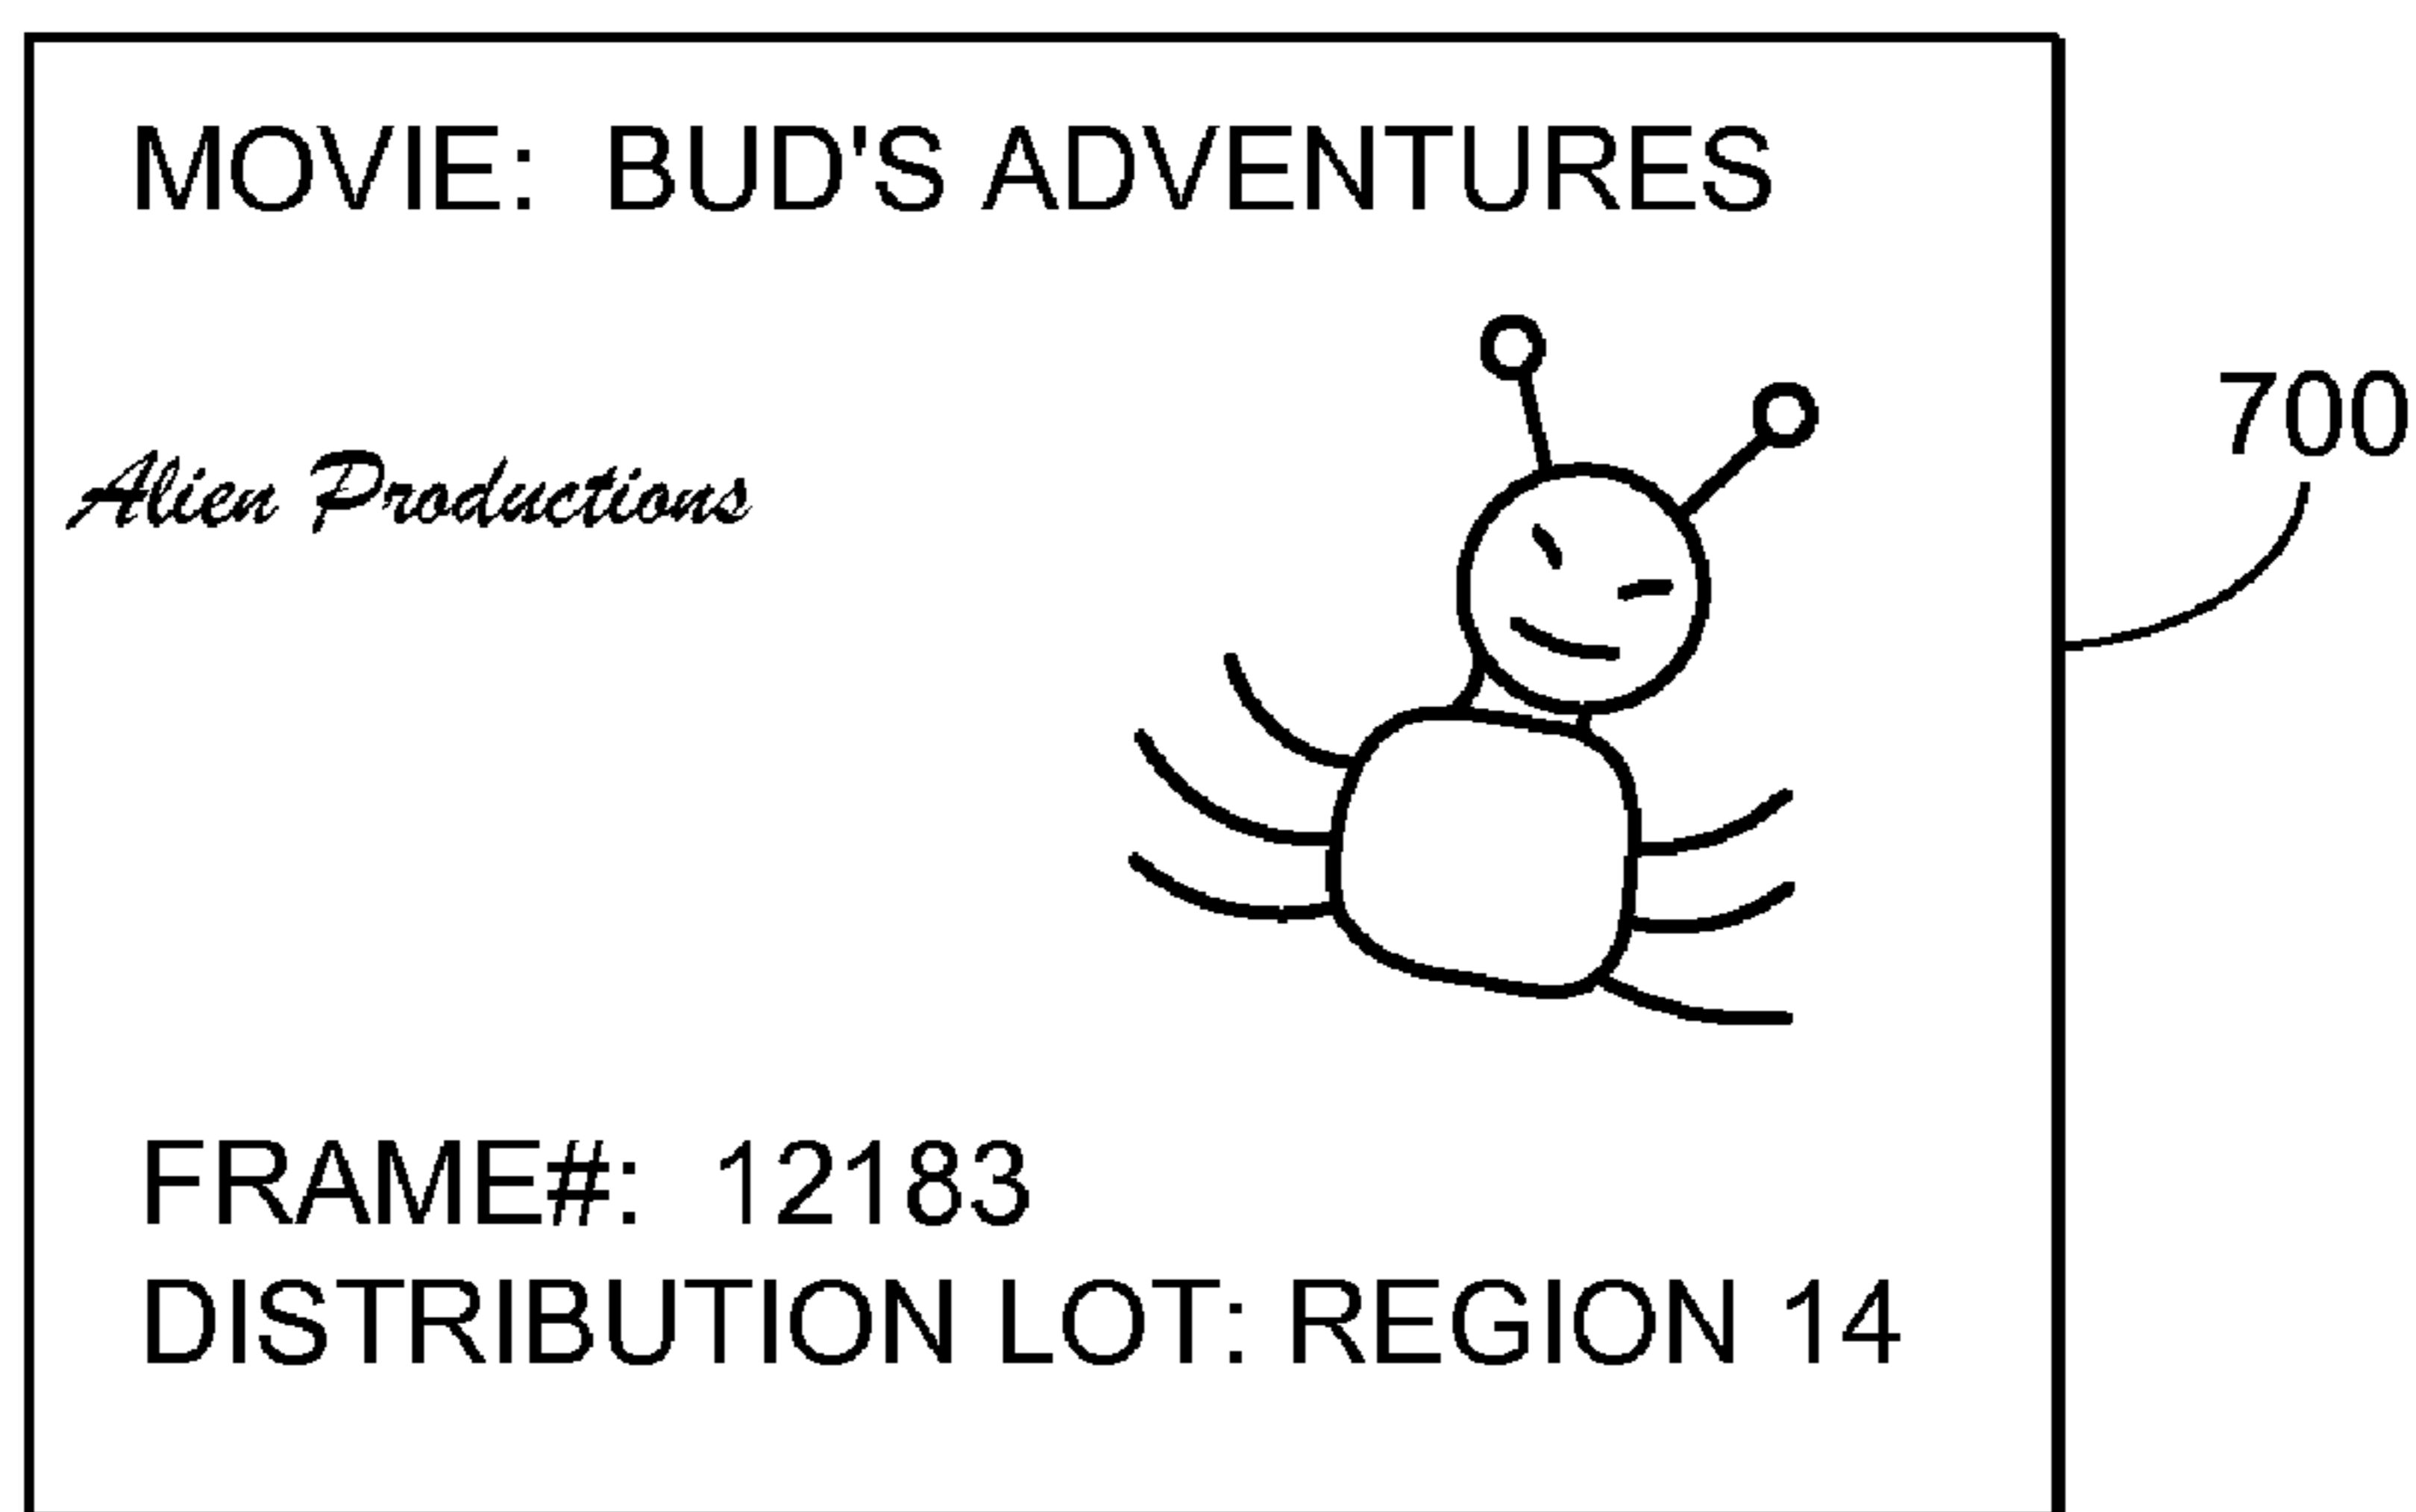 MOVIE: BUD'S ADVENTURES
700
Alien Productions
FRAME#: 12183
DISTRIBUTION LOT: REGION 14